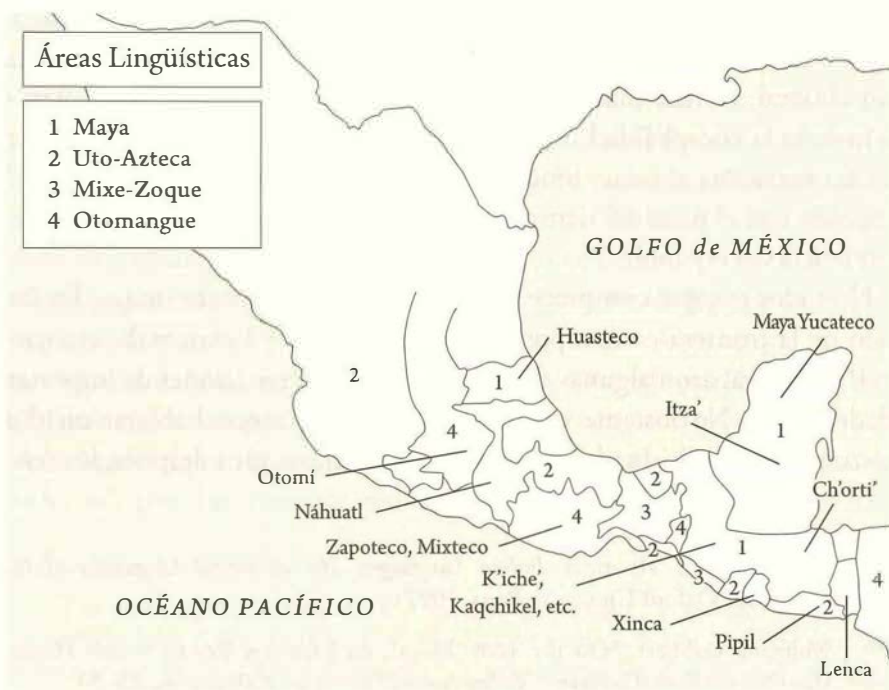 Áreas Lingüísticas
1 Maya
2 Uto-Azteca
3 Mixe-Zoque
4 Otomangue
GOLFO de MÉXICO
Maya Yucateco
Huasteco
2
1
Itza'
1
4
Otomí
2
2
Ch'orti'
Náhuatl
3
4
4
Zapoteco, Mixteco
1
4
2
K'iche',
Kaqchikel, etc.
3
2
OCÉANO PACÍFICO
Xinca
2
Pipil
Lenca